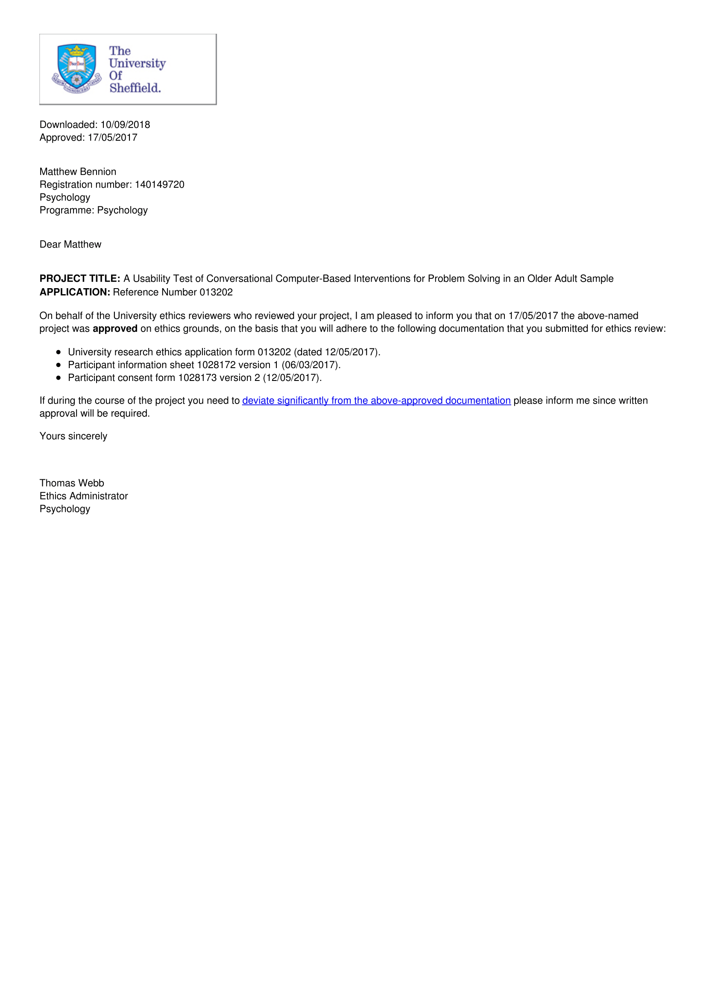 The
University
Of
Sheffield.
Downloaded: 10/09/2018
Approved: 17/05/2017
Matthew Bennion
Registration number: 140149720
Psychology
Programme: Psychology
Dear Matthew
PROJECT TITLE: A Usability Test of Conversational Computer-Based Interventions for Problem Solving in an Older Adult Sample
APPLICATION: Reference Number 013202
On behalf of the University ethics reviewers who reviewed your project, I am pleased to inform you that on 17/05/2017 the above-named
project was approved on ethics grounds, on the basis that you will adhere to the following documentation that you submitted for ethics review:
● University research ethics application form 013202 (dated 12/05/2017).
● Participant information sheet 1028172 version 1 (06/03/2017).
● Participant consent form 1028173 version 2 (12/05/2017).
If during the course of the project you need to deviate significantly from the above-approved documentation please inform me since written
approval will be required.
Yours sincerely
Thomas Webb
Ethics Administrator
Psychology